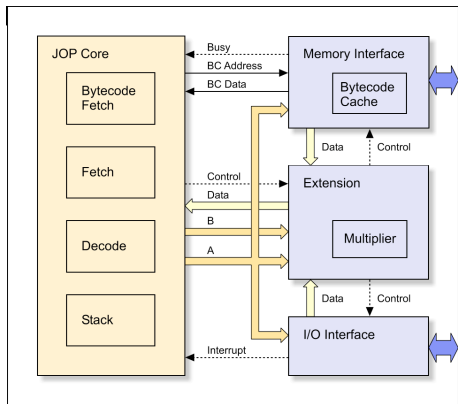 JOP Core
Bytecode
Fetch
Fetch
Decode
Stack
Busy
BC Address
BC Data
Control
Data
B
A
Interrupt
Memory Interface
Bytecode
Cache
Data
Control
Extension
Multiplier
Data
Control
I/O Interface